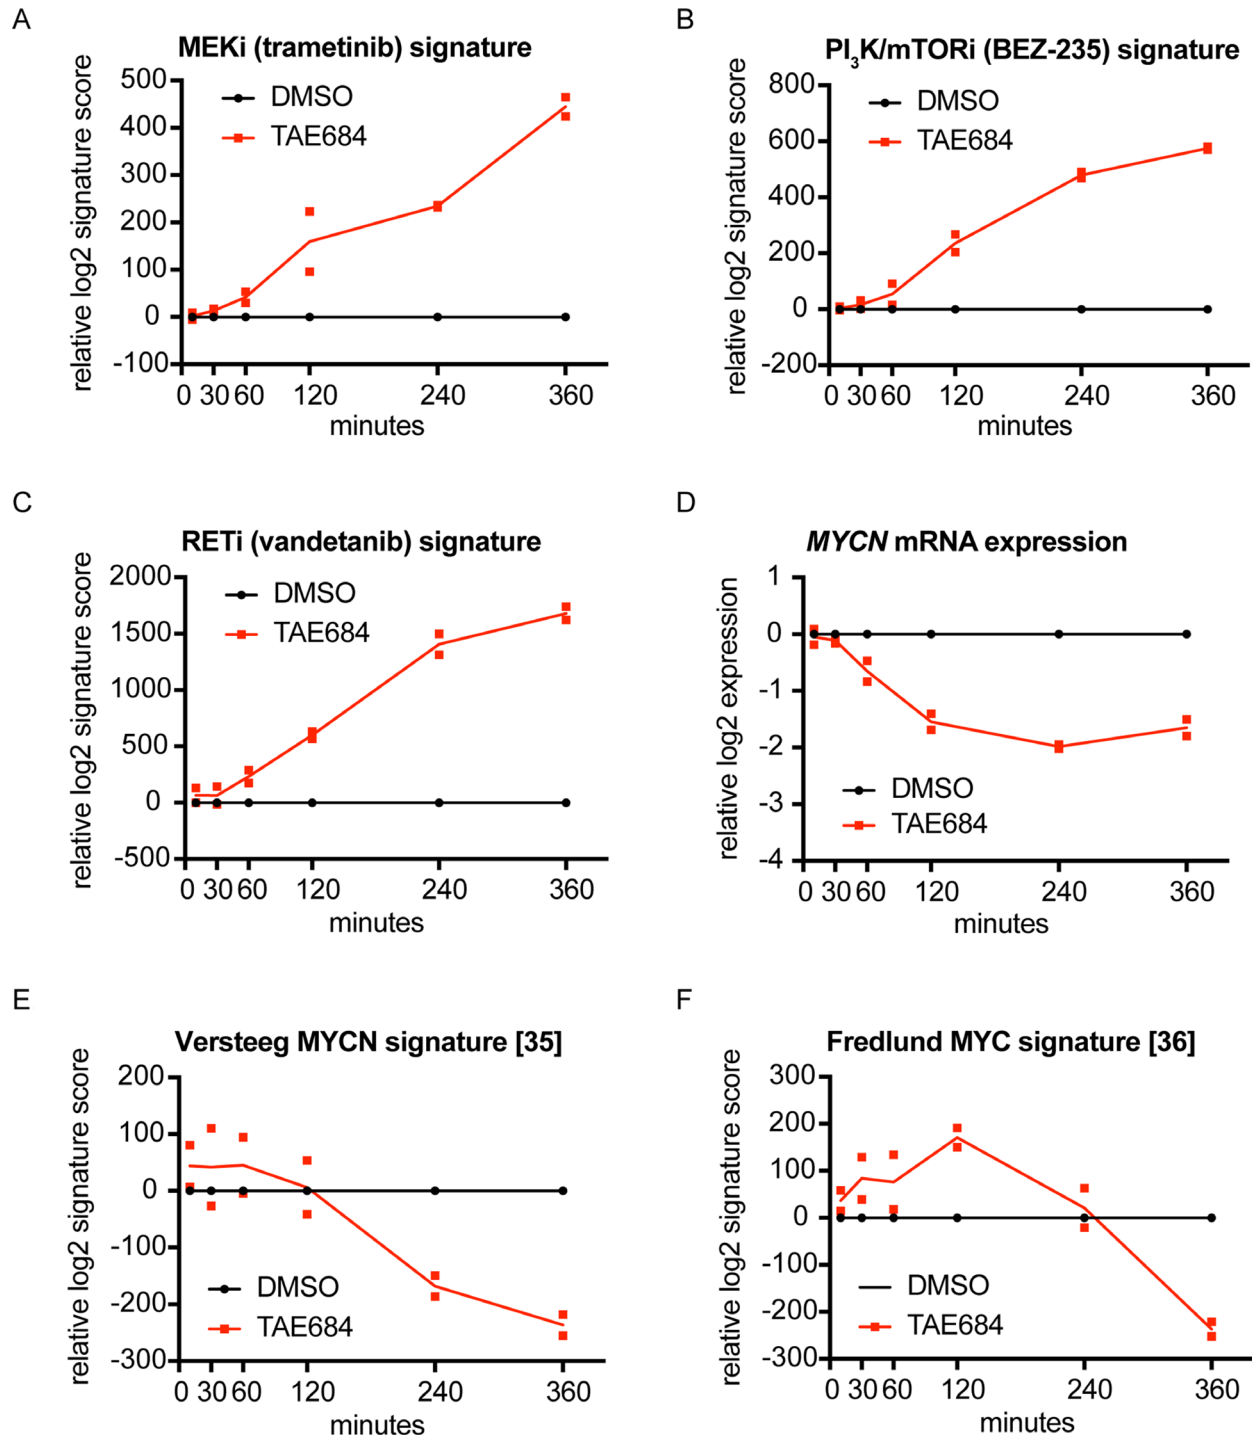 A
MEKi (trametinib) signature
relative log2 signature score
500
400
300
200
100
0
-100
DMSO
TAE684
0 30 60 120 240 360
minutes
B
PI3K/mTORi (BEZ-235) signature
relative log2 signature score
800
600
400
200
0
-200
DMSO
TAE684
0 30 60 120 240 360
minutes
C
RETi (vandetanib) signature
relative log2 signature score
2000
1500
1000
500
0
-500
DMSO
TAE684
0 30 60 120 240 360
minutes
D
MYCN mRNA expression
relative log2 expression
1
0
-1
-2
-3
-4
DMSO
TAE684
0 30 60 120 240 360
minutes
E
Versteeg MYCN signature [35]
relative log2 signature score
200
100
0
-100
-200
-300
DMSO
TAE684
0 30 60 120 240 360
minutes
F
Fredlund MYC signature [36]
relative log2 signature score
300
200
100
0
-100
-200
-300
DMSO
TAE684
0 30 60 120 240 360
minutes